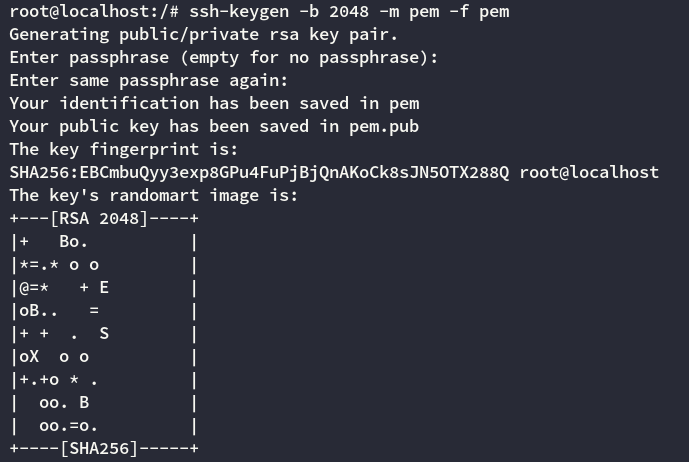 root@localhost:/# ssh-keygen -b 2048 -m pem -f pem
Generating public/private rsa key pair.
Enter passphrase (empty for no passphrase):
Enter same passphrase again:
Your identification has been saved in pem
Your public key has been saved in pem.pub
The key fingerprint is:
SHA256:EBCmbuQyy3exp8GPu4FuPjBjQnAKoCk8sJN5OTX288Q root@localhost
The key's randomart image is:
+---[RSA 2048]----+
|+   Bo.          |
|*=.* o o         |
|@=*   + E        |
|oB..   =         |
|+ +  .  S        |
|oX  o o          |
|+.+o * .         |
|  oo. B          |
|  oo.=o.         |
+----[SHA256]-----+